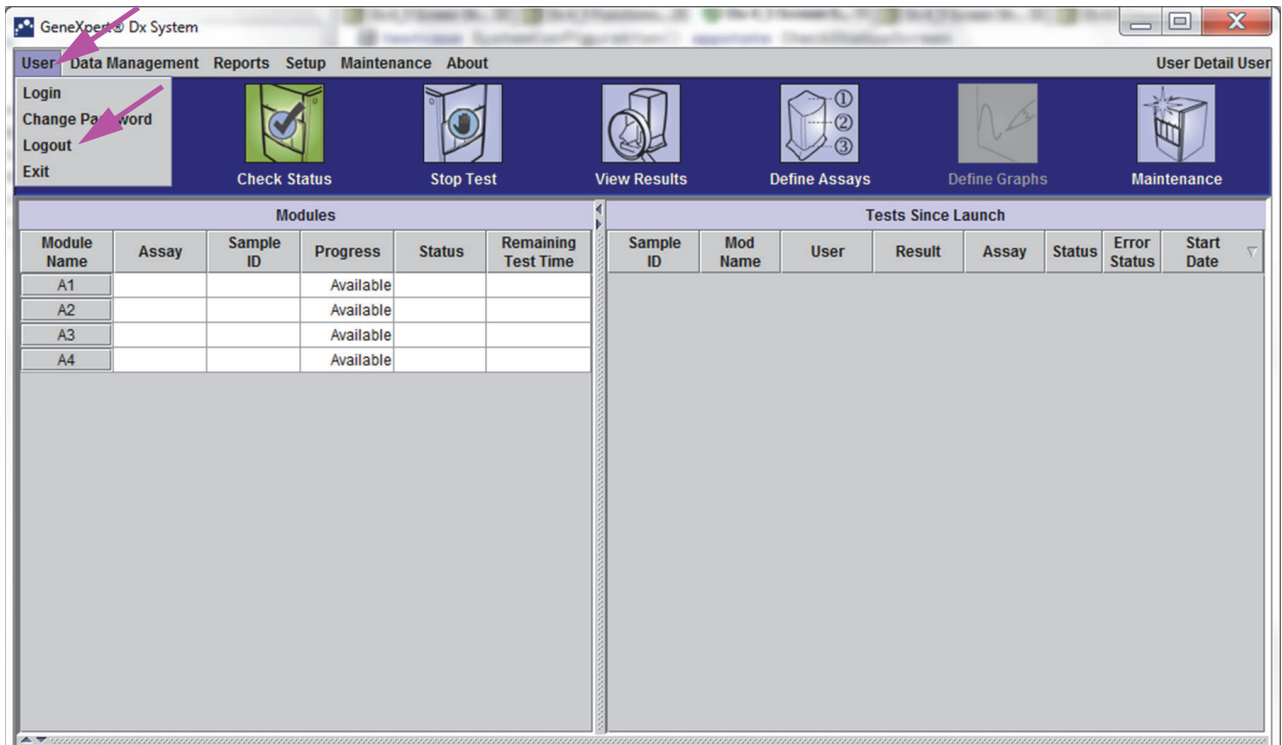 GeneXpert® Dx System
User Data Management Reports Setup Maintenance About User Detail User
Login
Change Password
Logout
Exit
Check Status Stop Test View Results Define Assays Define Graphs Maintenance
1
2
3
Modules Tests Since Launch
Module Name Assay Sample ID Progress Status Remaining Test Time Sample ID Mod Name User Result Assay Status Error Status Start Date
A1 Available
A2 Available
A3 Available
A4 Available